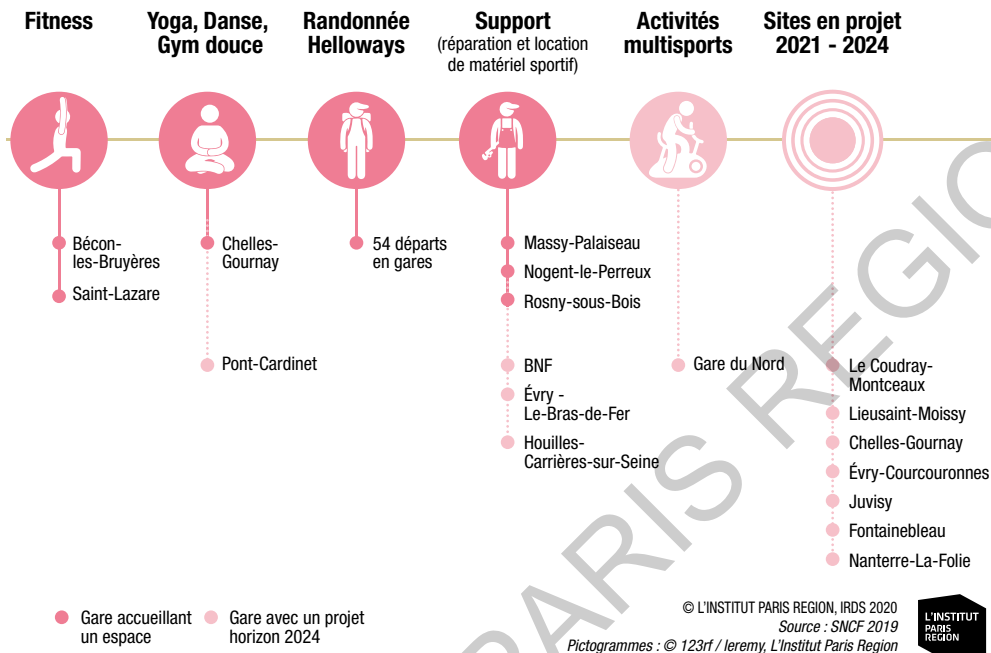 Fitness
Yoga, Danse,
Gym douce
Randonnée
Helloways
Support
(réparation et location
de matériel sportif)
Activités
multisports
Sites en projet
2021 - 2024
Bécon-
les-Bruyères
Saint-Lazare
Chelles-
Gournay
Pont-Cardinet
54 départs
en gares
Massy-Palaiseau
Nogent-le-Perreux
Rosny-sous-Bois
BNF
Évry -
Le-Bras-de-Fer
Houilles-
Carrières-sur-Seine
Gare du Nord
Le Coudray-
Montceaux
Lieusaint-Moissy
Chelles-Gournay
Évry-Courcouronnes
Juvisy
Fontainebleau
Nanterre-La-Folie
Gare accueillant
un espace
Gare avec un projet
horizon 2024
© L'INSTITUT PARIS REGION, IRDS 2020
Source : SNCF 2019
Pictogrammes : © 123rf / leremy, L'Institut Paris Region
L'INSTITUT
PARIS
REGION
PARIS REGIO